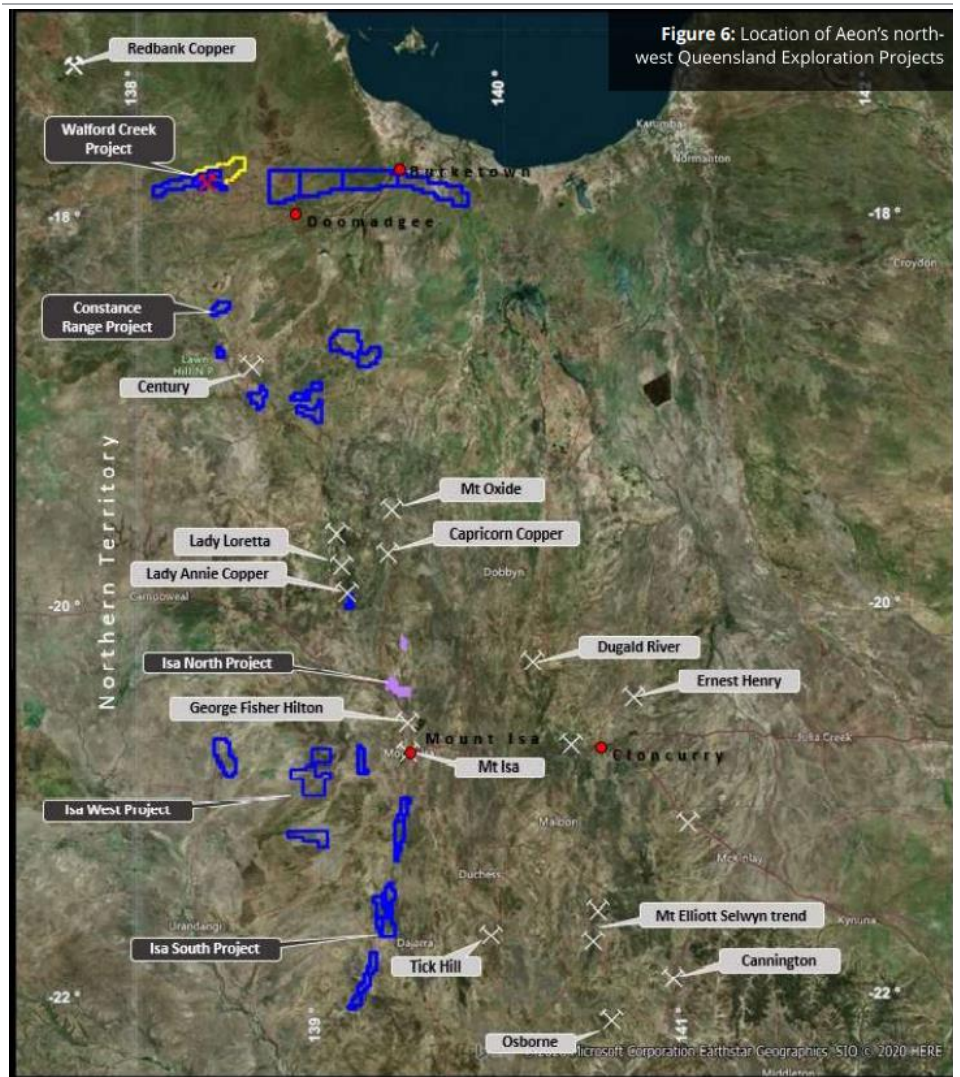 Figure 6: Location of Aeon's north-
west Queensland Exploration Projects
Redbank Copper
138 °
140 °
142 °
Karumba
Normanton
Walford Creek
Project
Burketown
Doomadgee
-18 °
-18 °
Croydon
Constance
Range Project
Lawn
Hill N P
Century
Northern Territory
Mt Oxide
Capricorn Copper
Lady Loretta
Dobbyn
Lady Annie Copper
Camooweal
-20 °
-20 °
Dugald River
Isa North Project
Ernest Henry
George Fisher Hilton
Mount Isa
Julia Creek
Cloncurry
Mt Isa
Isa West Project
Malbon
McKinlay
Duchess
Mt Elliott Selwyn trend
Kynuna
Urandangi
Isa South Project
Dajarra
Tick Hill
Cannington
-22 °
-22 °
139 °
141 °
Osborne
© 2020 Microsoft Corporation Earthstar Geographics SIO © 2020 HERE
Middleton